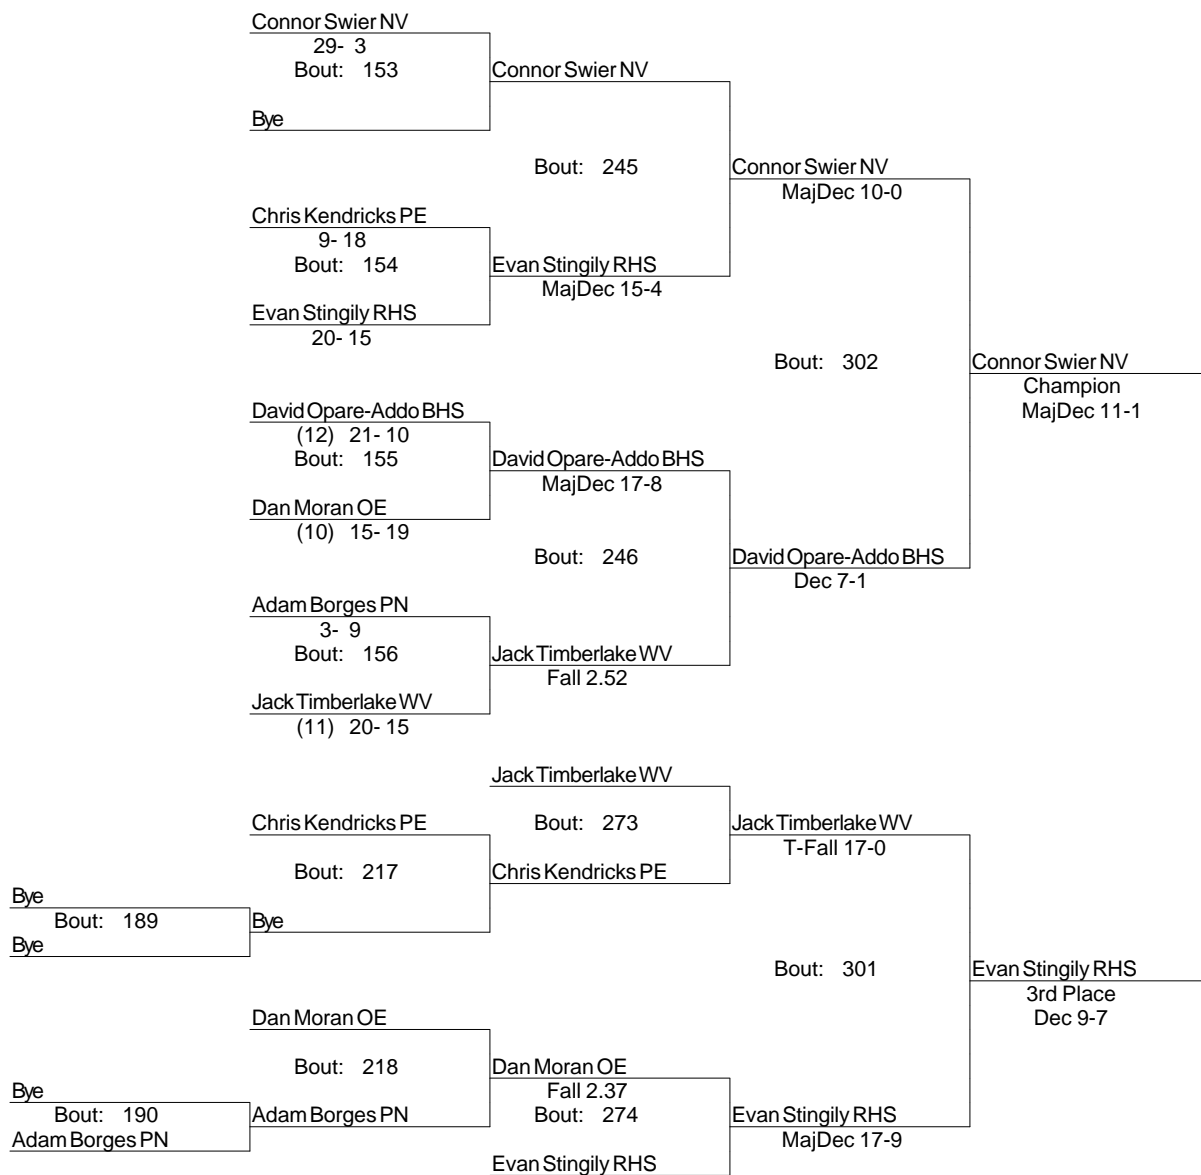 Connor Swier NV
29- 3
Bout: 153
Connor Swier NV
Bye
Bout: 245
Connor Swier NV
MajDec 10-0
Chris Kendricks PE
9- 18
Bout: 154
Evan Stingily RHS
MajDec 15-4
Evan Stingily RHS
20- 15
Bout: 302
Connor Swier NV
Champion
MajDec 11-1
David Opare-Addo BHS
(12) 21- 10
Bout: 155
David Opare-Addo BHS
MajDec 17-8
Dan Moran OE
(10) 15- 19
Bout: 246
David Opare-Addo BHS
Dec 7-1
Adam Borges PN
3- 9
Bout: 156
Jack Timberlake WV
Fall 2.52
Jack Timberlake WV
(11) 20- 15
Jack Timberlake WV
Chris Kendricks PE
Bout: 273
Jack Timberlake WV
T-Fall 17-0
Bout: 217
Chris Kendricks PE
Bye
Bout: 189
Bye
Bye
Bout: 301
Evan Stingily RHS
3rd Place
Dec 9-7
Dan Moran OE
Bout: 218
Dan Moran OE
Fall 2.37
Bye
Bout: 190
Adam Borges PN
Bout: 274
Evan Stingily RHS
MajDec 17-9
Adam Borges PN
Evan Stingily RHS